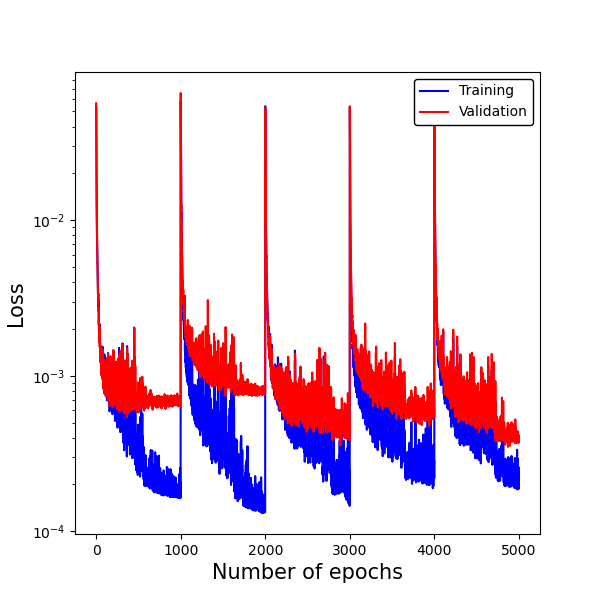 Training
Validation
10⁻²
10⁻³
10⁻⁴
Loss
0 1000 2000 3000 4000 5000
Number of epochs